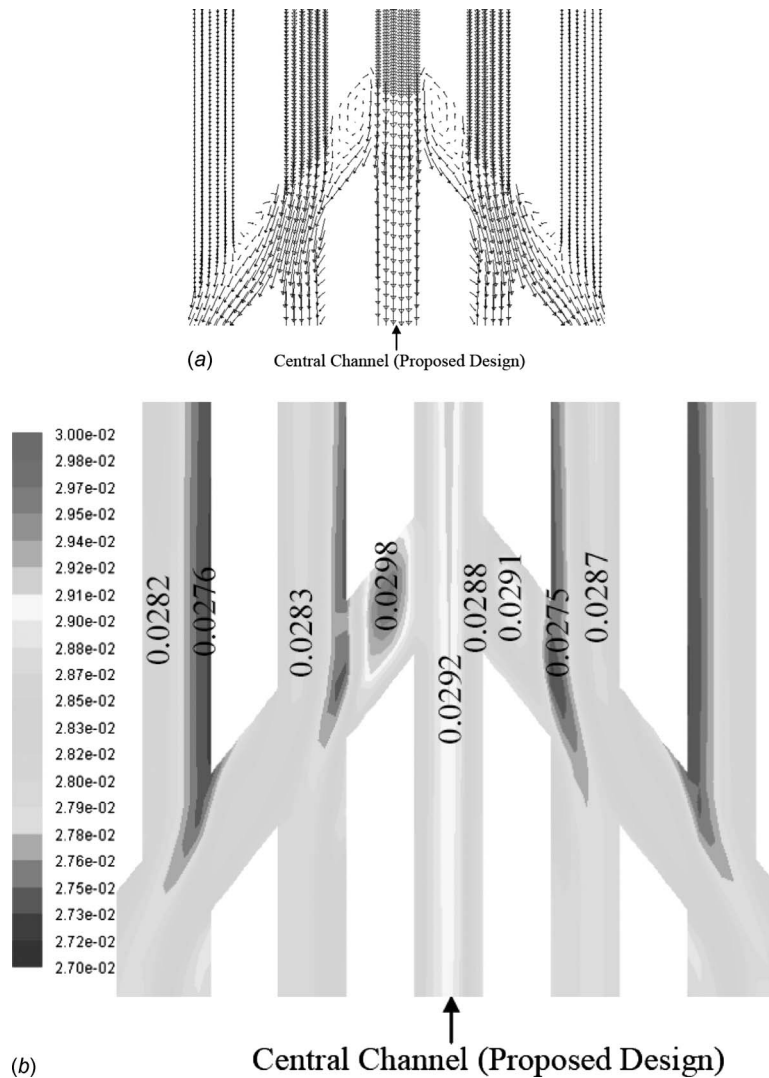 (a)
Central Channel (Proposed Design)
3.00e-02
2.98e-02
2.97e-02
2.95e-02
2.94e-02
2.92e-02
2.91e-02
2.90e-02
2.88e-02
2.87e-02
2.85e-02
2.83e-02
2.82e-02
2.80e-02
2.79e-02
2.78e-02
2.76e-02
2.75e-02
2.73e-02
2.72e-02
2.70e-02
0.0282
0.0276
0.0283
0.0298
0.0292
0.0288
0.0291
0.0275
0.0287
(b)
Central Channel (Proposed Design)